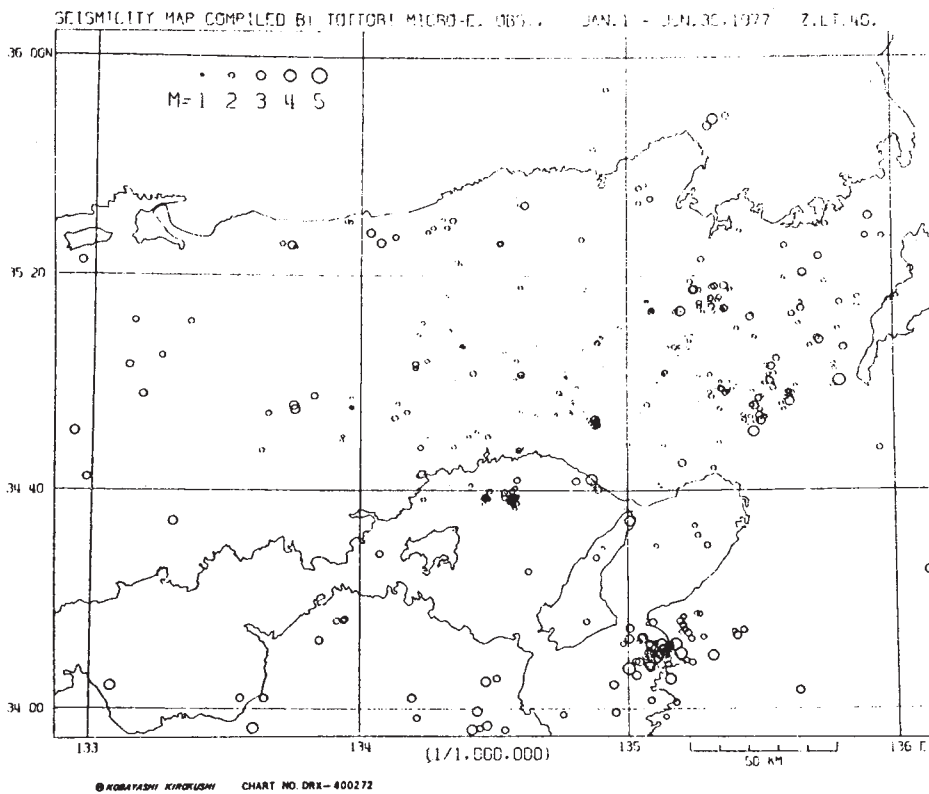 SEISMICITY MAP COMPILED BY TOTTORI MICRO-E. OBS., JAN.1 - JUN.30,1977 Z.LT.40.
36 00N
M=1 2 3 4 5
35 20
34 40
34 00
133 134 135 136 E
(1/1,000,000)
50 KM
KOBAYASHI KIROKUSHI CHART NO. DRX-400272